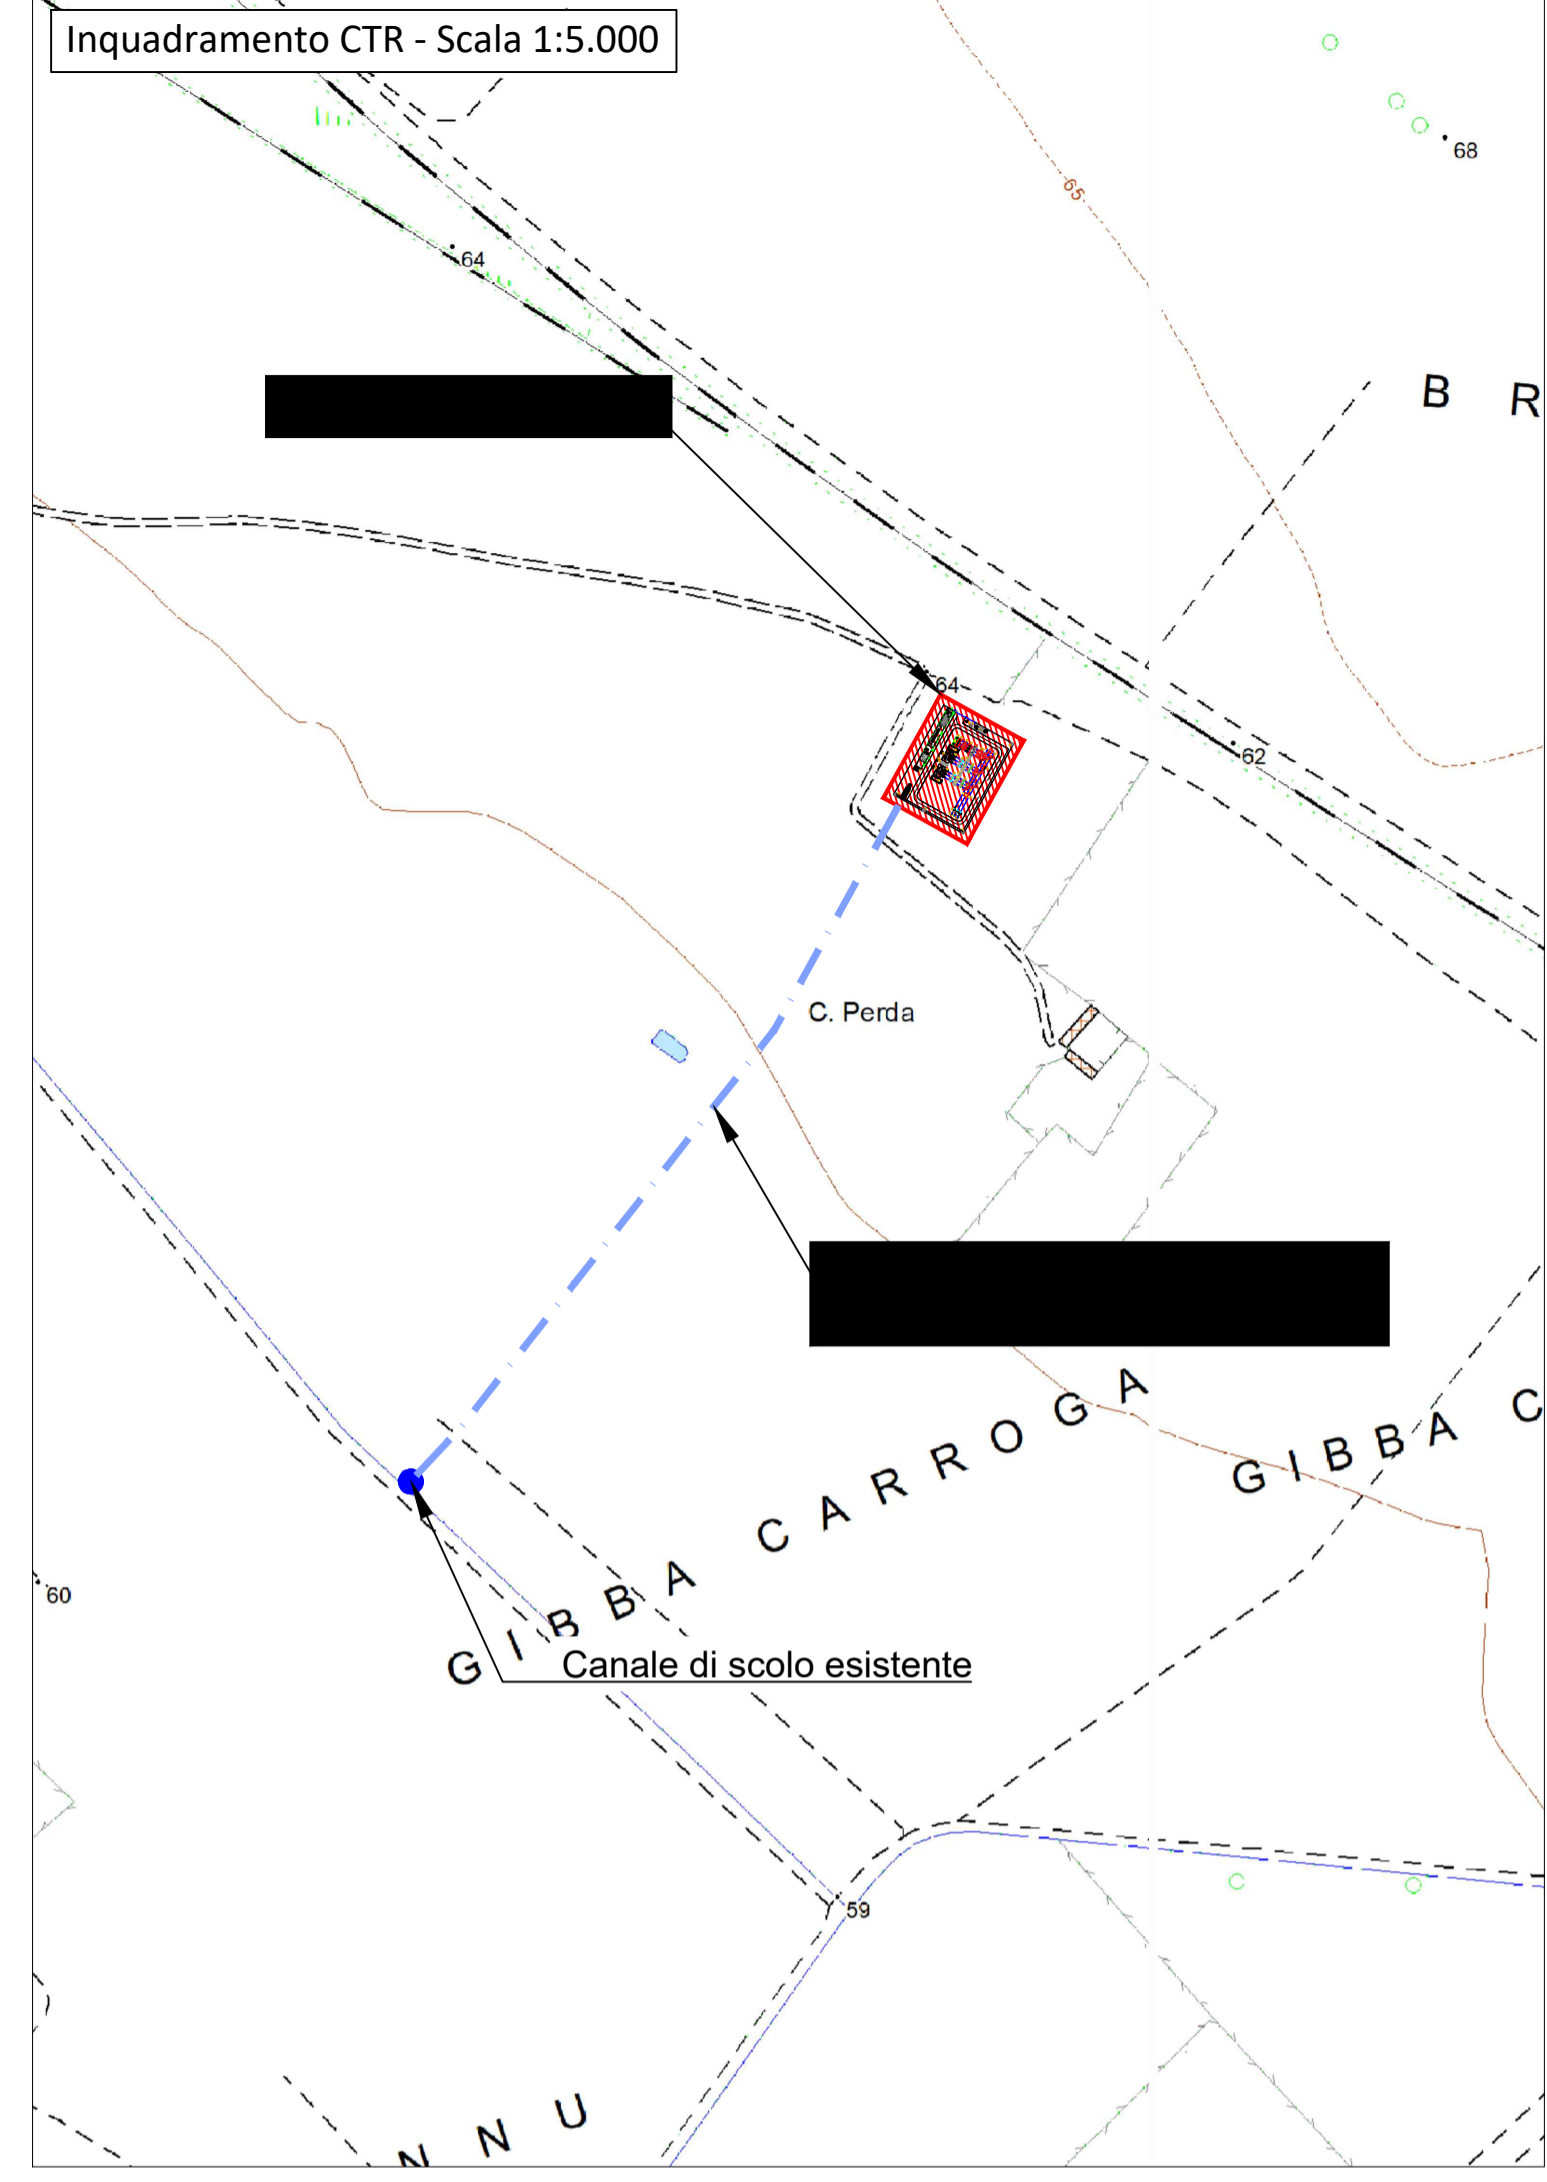 Inquadramento CTR - Scala 1:5.000
68
65
64
B R
64
62
C. Perda
GIBBA CARROGA
GIBBA C
60
Canale di scolo esistente
59
NNU